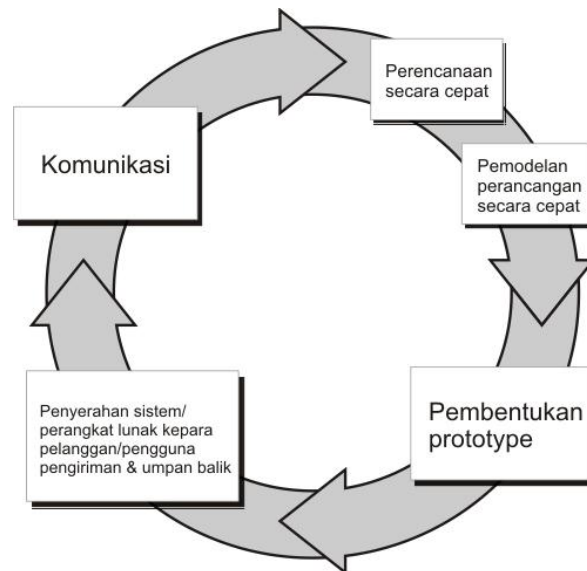 Komunikasi
Perencanaan
secara cepat
Pemodelan
perancangan
secara cepat
Pembentukan
prototype
Penyerahan sistem/
perangkat lunak kepara
pelanggan/pengguna
pengiriman & umpan balik